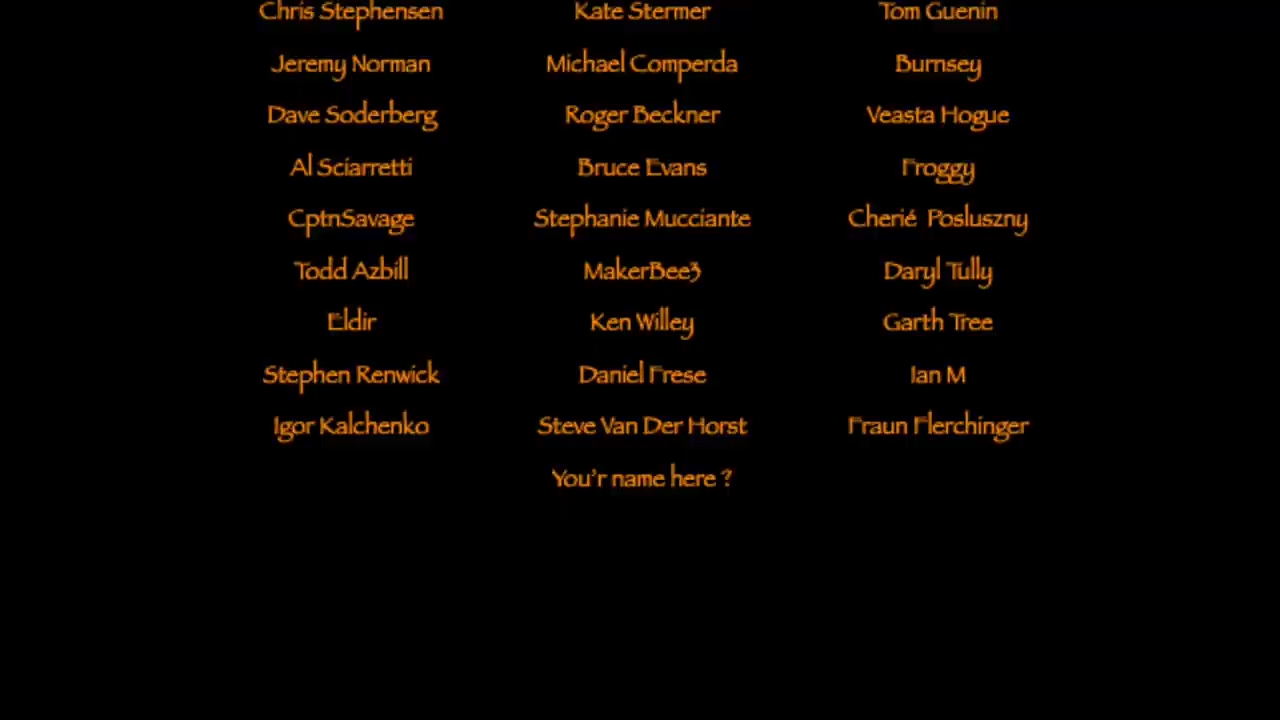 Chris Stephensen Kate Stermer Tom Guenin
Jeremy Norman Michael Comperda Burnsey
Dave Soderberg Roger Beckner Veasta Hogue
Al Sciarretti Bruce Evans Froggy
CptnSavage Stephanie Mucciante Cherié Posluszny
Todd Azbill MakerBee3 Daryl Tully
Eldir Ken Willey Garth Tree
Stephen Renwick Daniel Frese Ian M
Igor Kalchenko Steve Van Der Horst Fraun Flerchinger
You'r name here ?